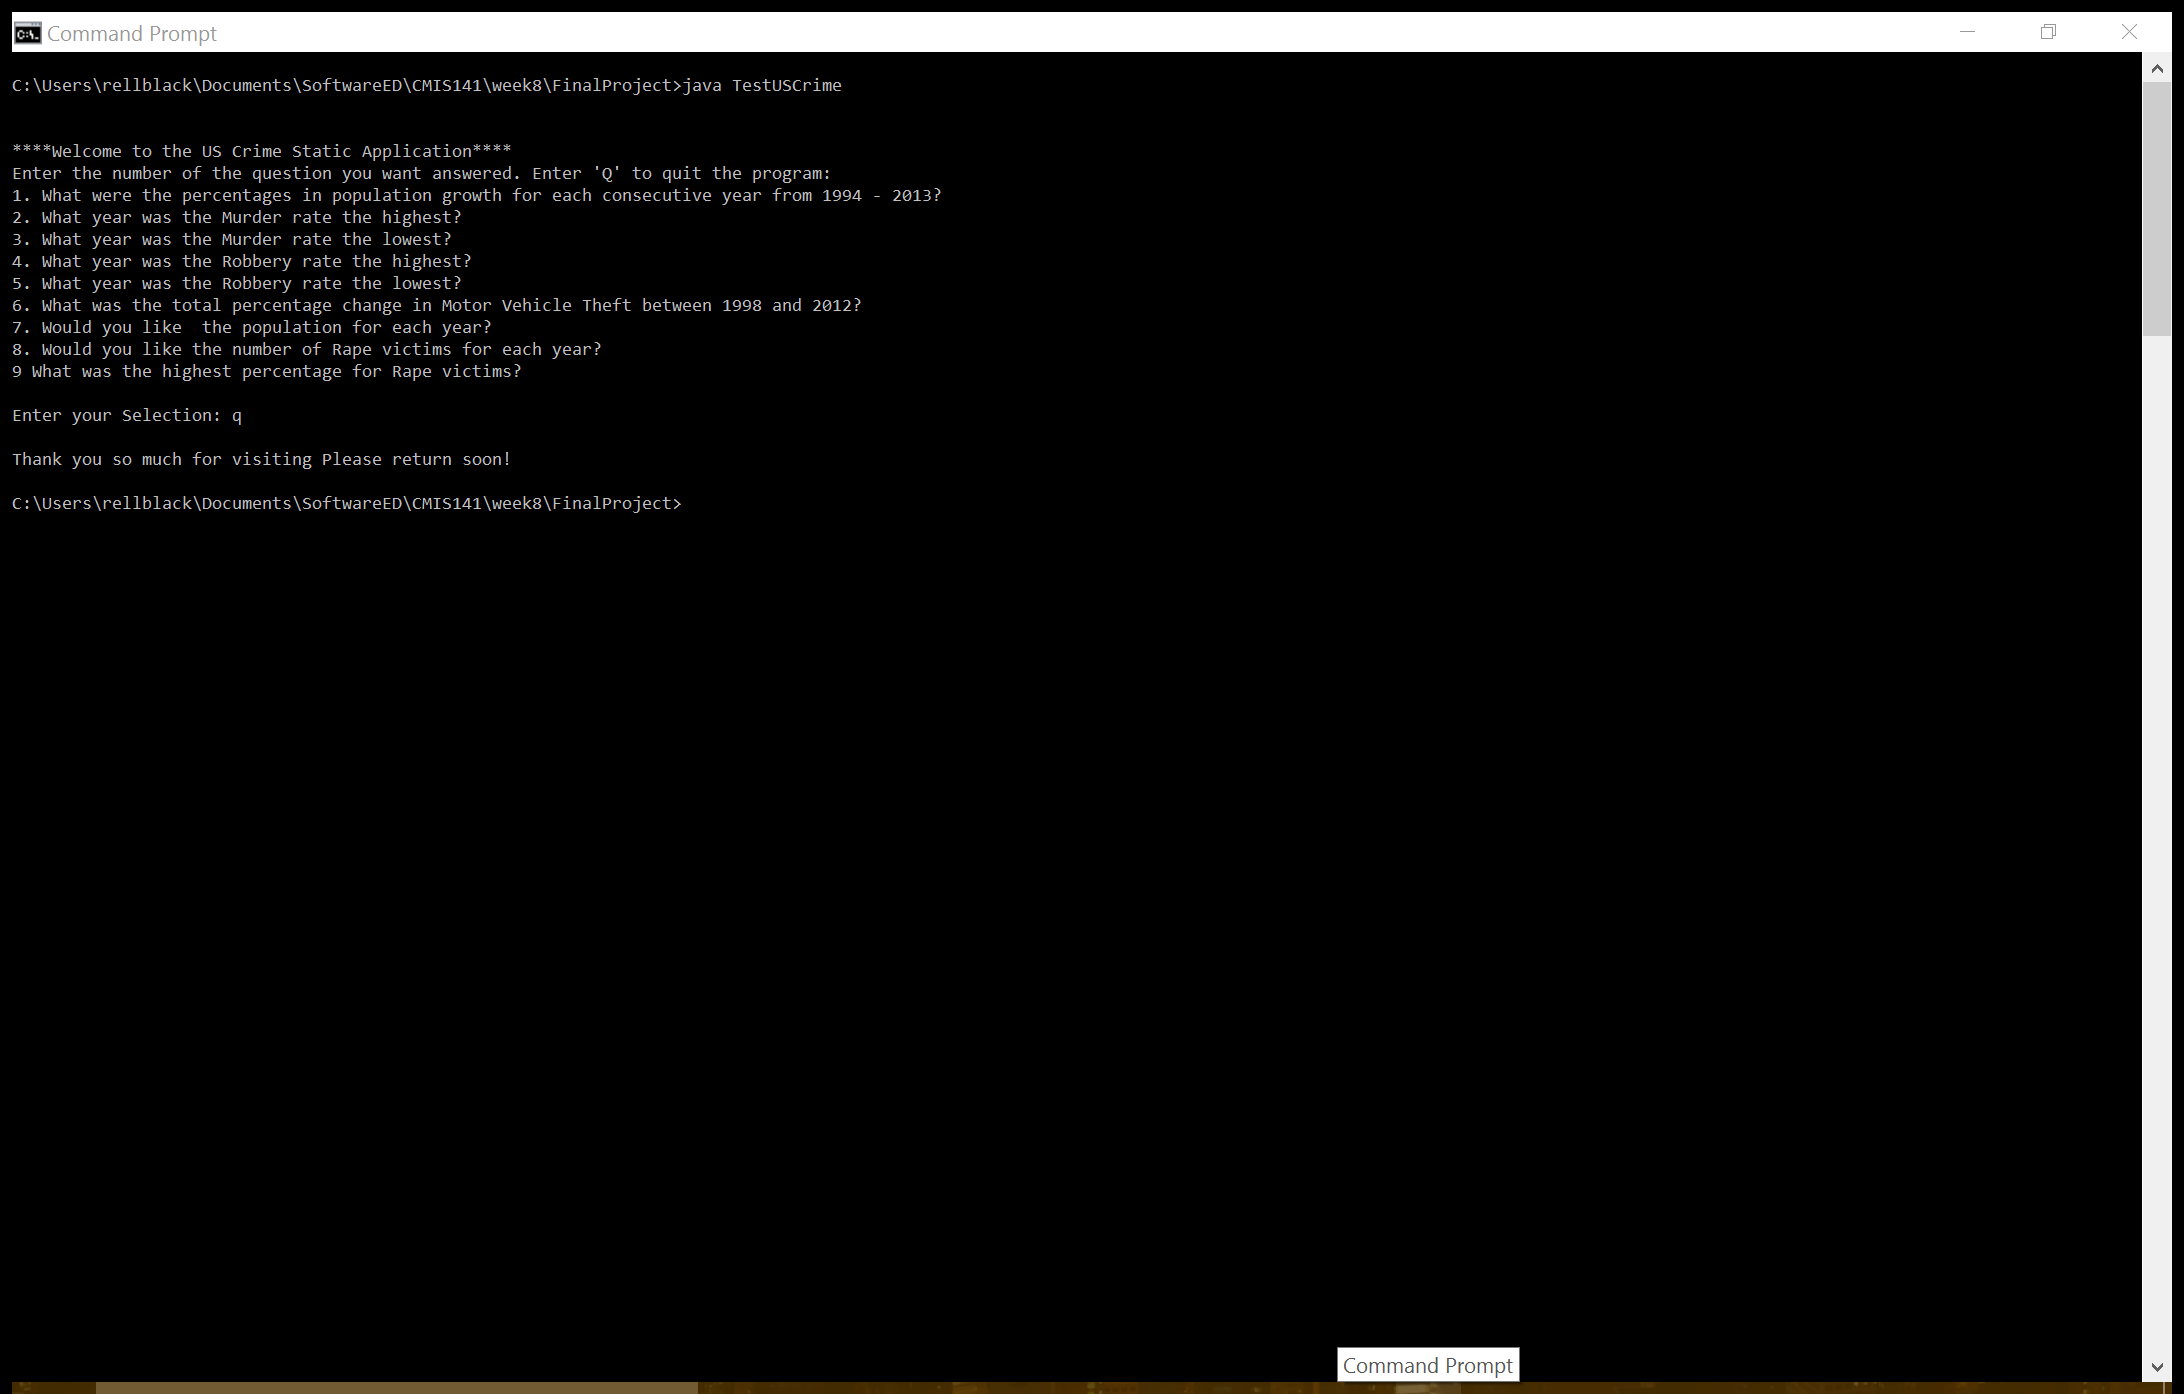 Command Prompt
C:\Users\rellblack\Documents\SoftwareED\CMIS141\week8\FinalProject>java TestUSCrime
****Welcome to the US Crime Static Application****
Enter the number of the question you want answered. Enter 'Q' to quit the program:
1. What were the percentages in population growth for each consecutive year from 1994 - 2013?
2. What year was the Murder rate the highest?
3. What year was the Murder rate the lowest?
4. What year was the Robbery rate the highest?
5. What year was the Robbery rate the lowest?
6. What was the total percentage change in Motor Vehicle Theft between 1998 and 2012?
7. Would you like  the population for each year?
8. Would you like the number of Rape victims for each year?
9 What was the highest percentage for Rape victims?
Enter your Selection: q
Thank you so much for visiting Please return soon!
C:\Users\rellblack\Documents\SoftwareED\CMIS141\week8\FinalProject>
Command Prompt